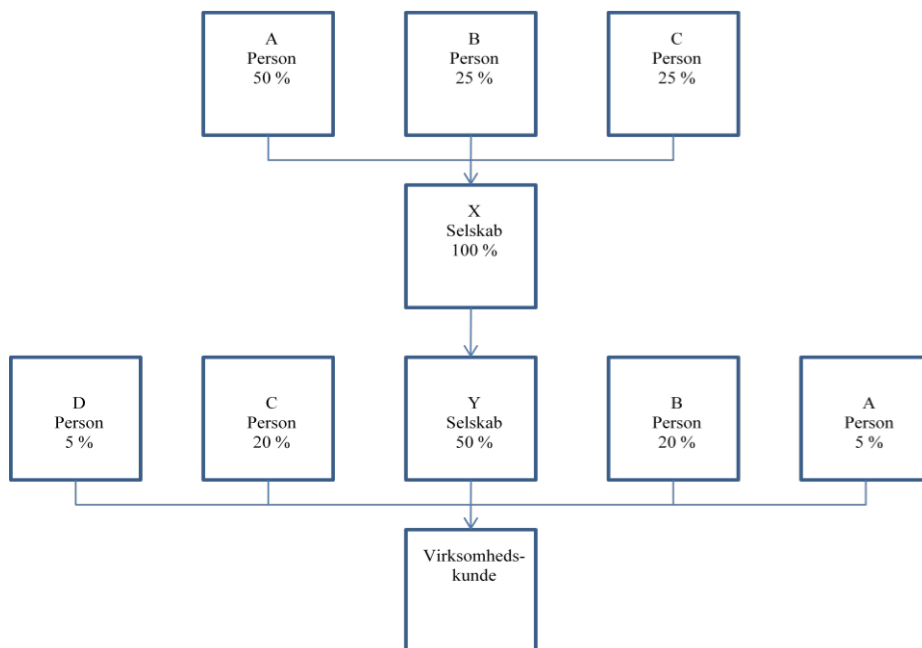 A
Person
50 %
B
Person
25 %
C
Person
25 %
X
Selskab
100 %
D
Person
5 %
C
Person
20 %
Y
Selskab
50 %
B
Person
20 %
A
Person
5 %
Virksomheds-
kunde